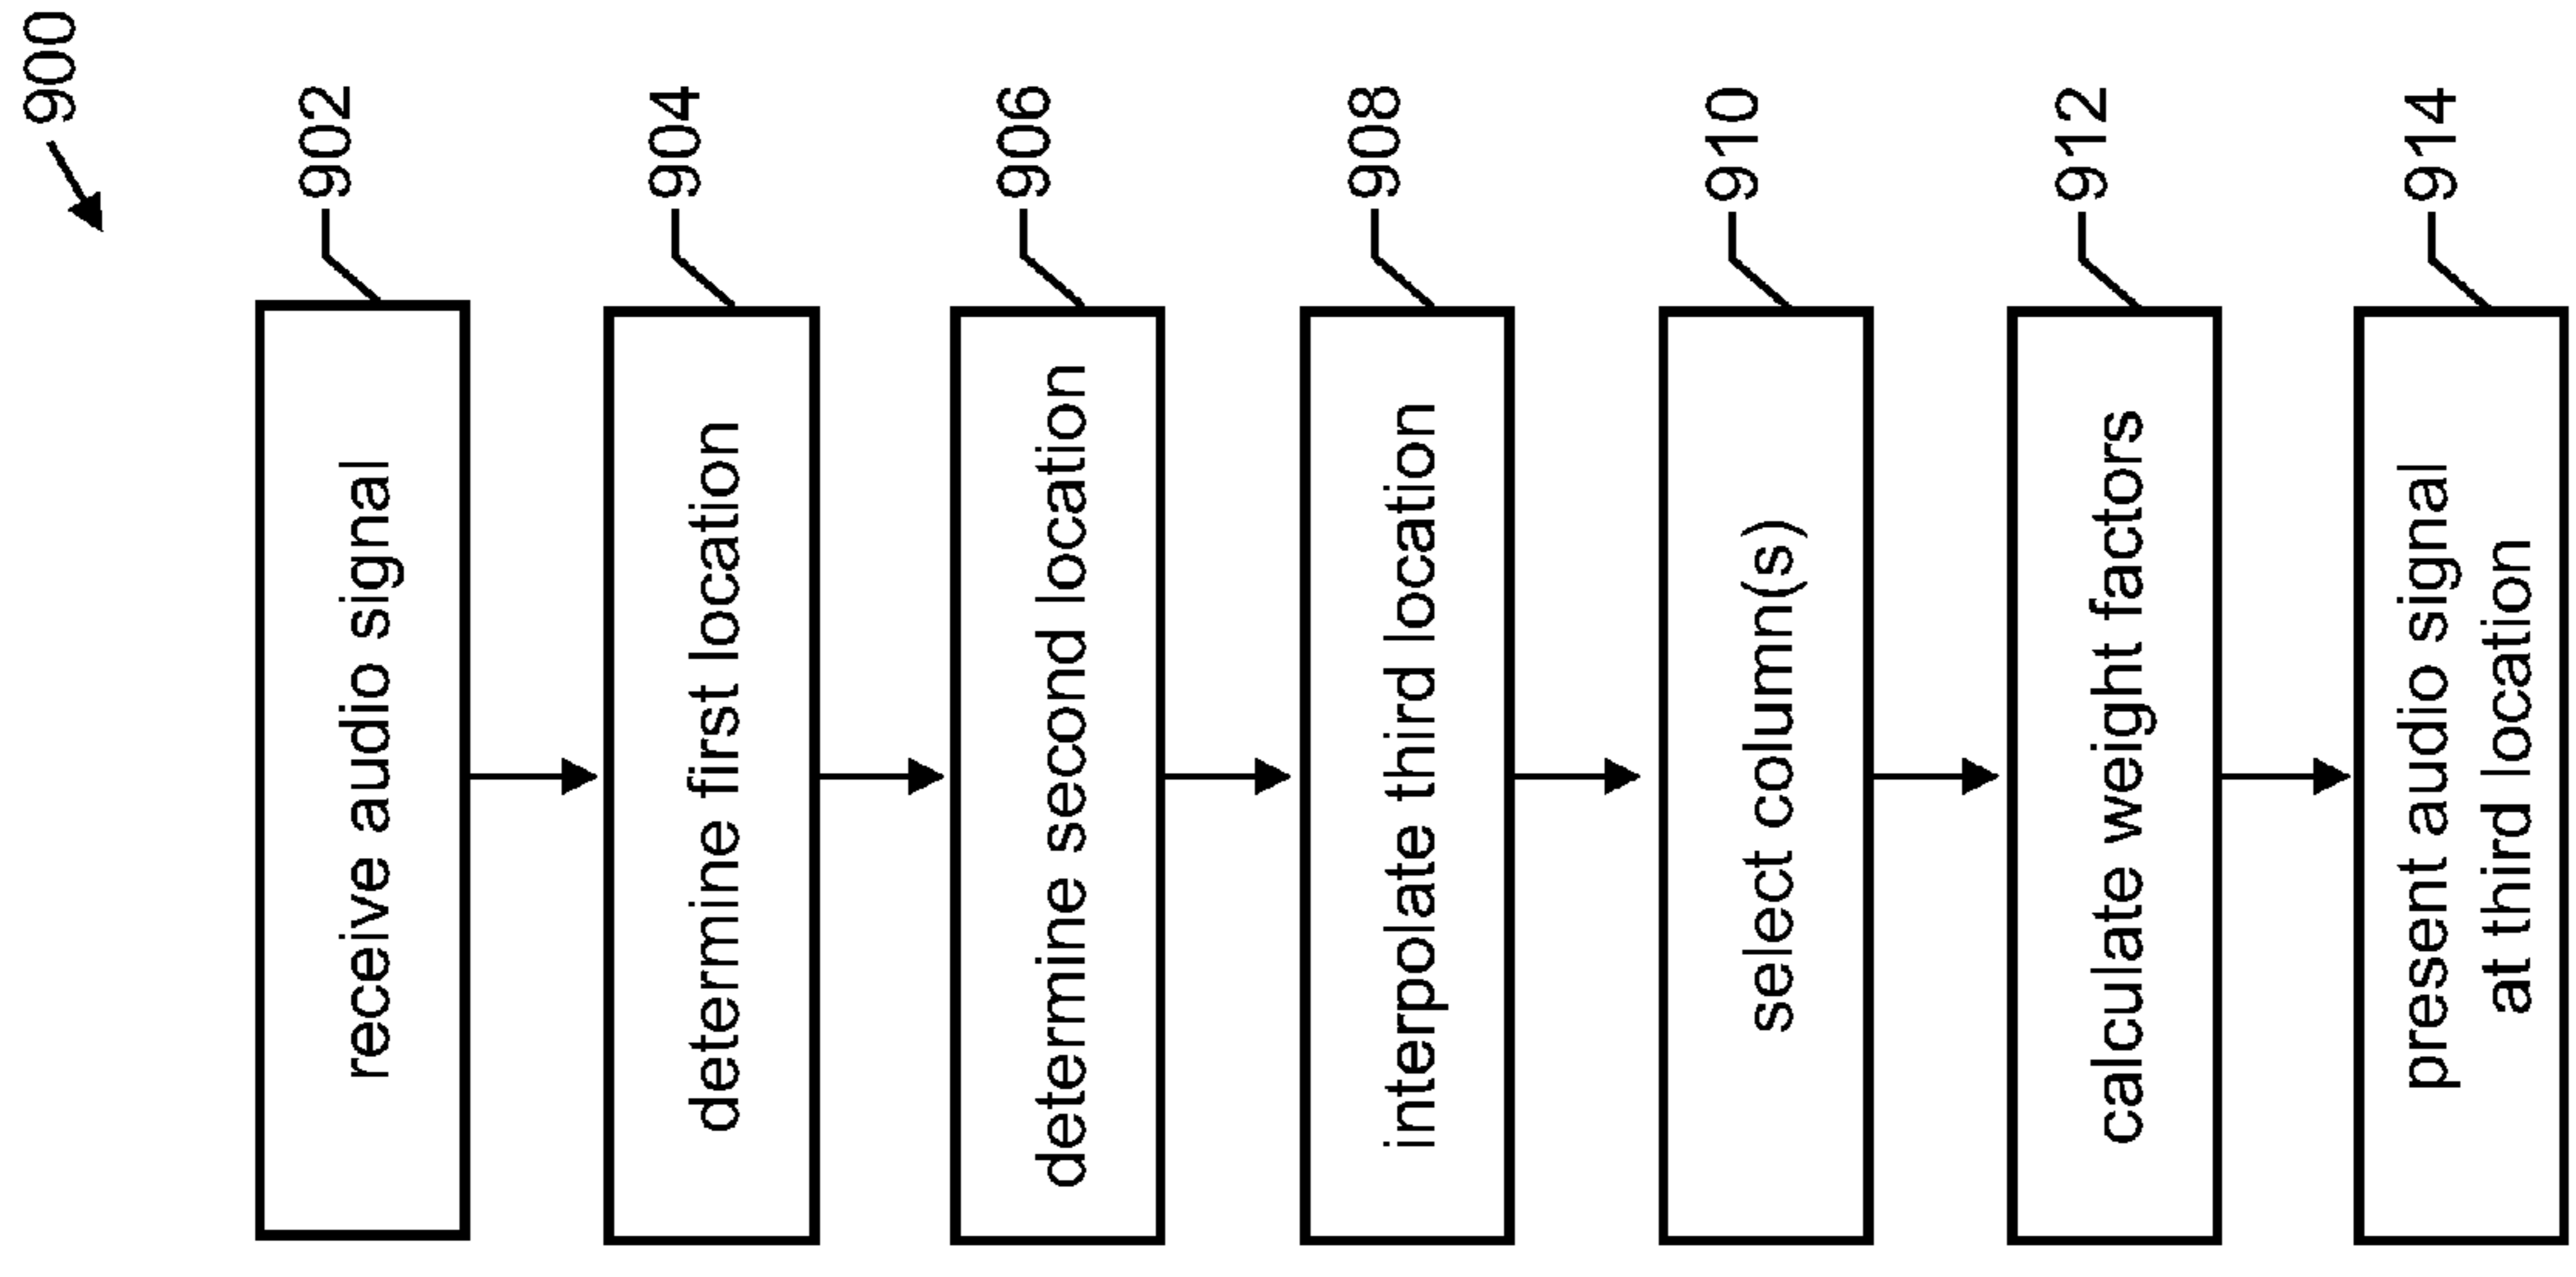 900
902
receive audio signal
904
determine first location
906
determine second location
908
interpolate third location
910
select column(s)
912
calculate weight factors
914
present audio signal
at third location